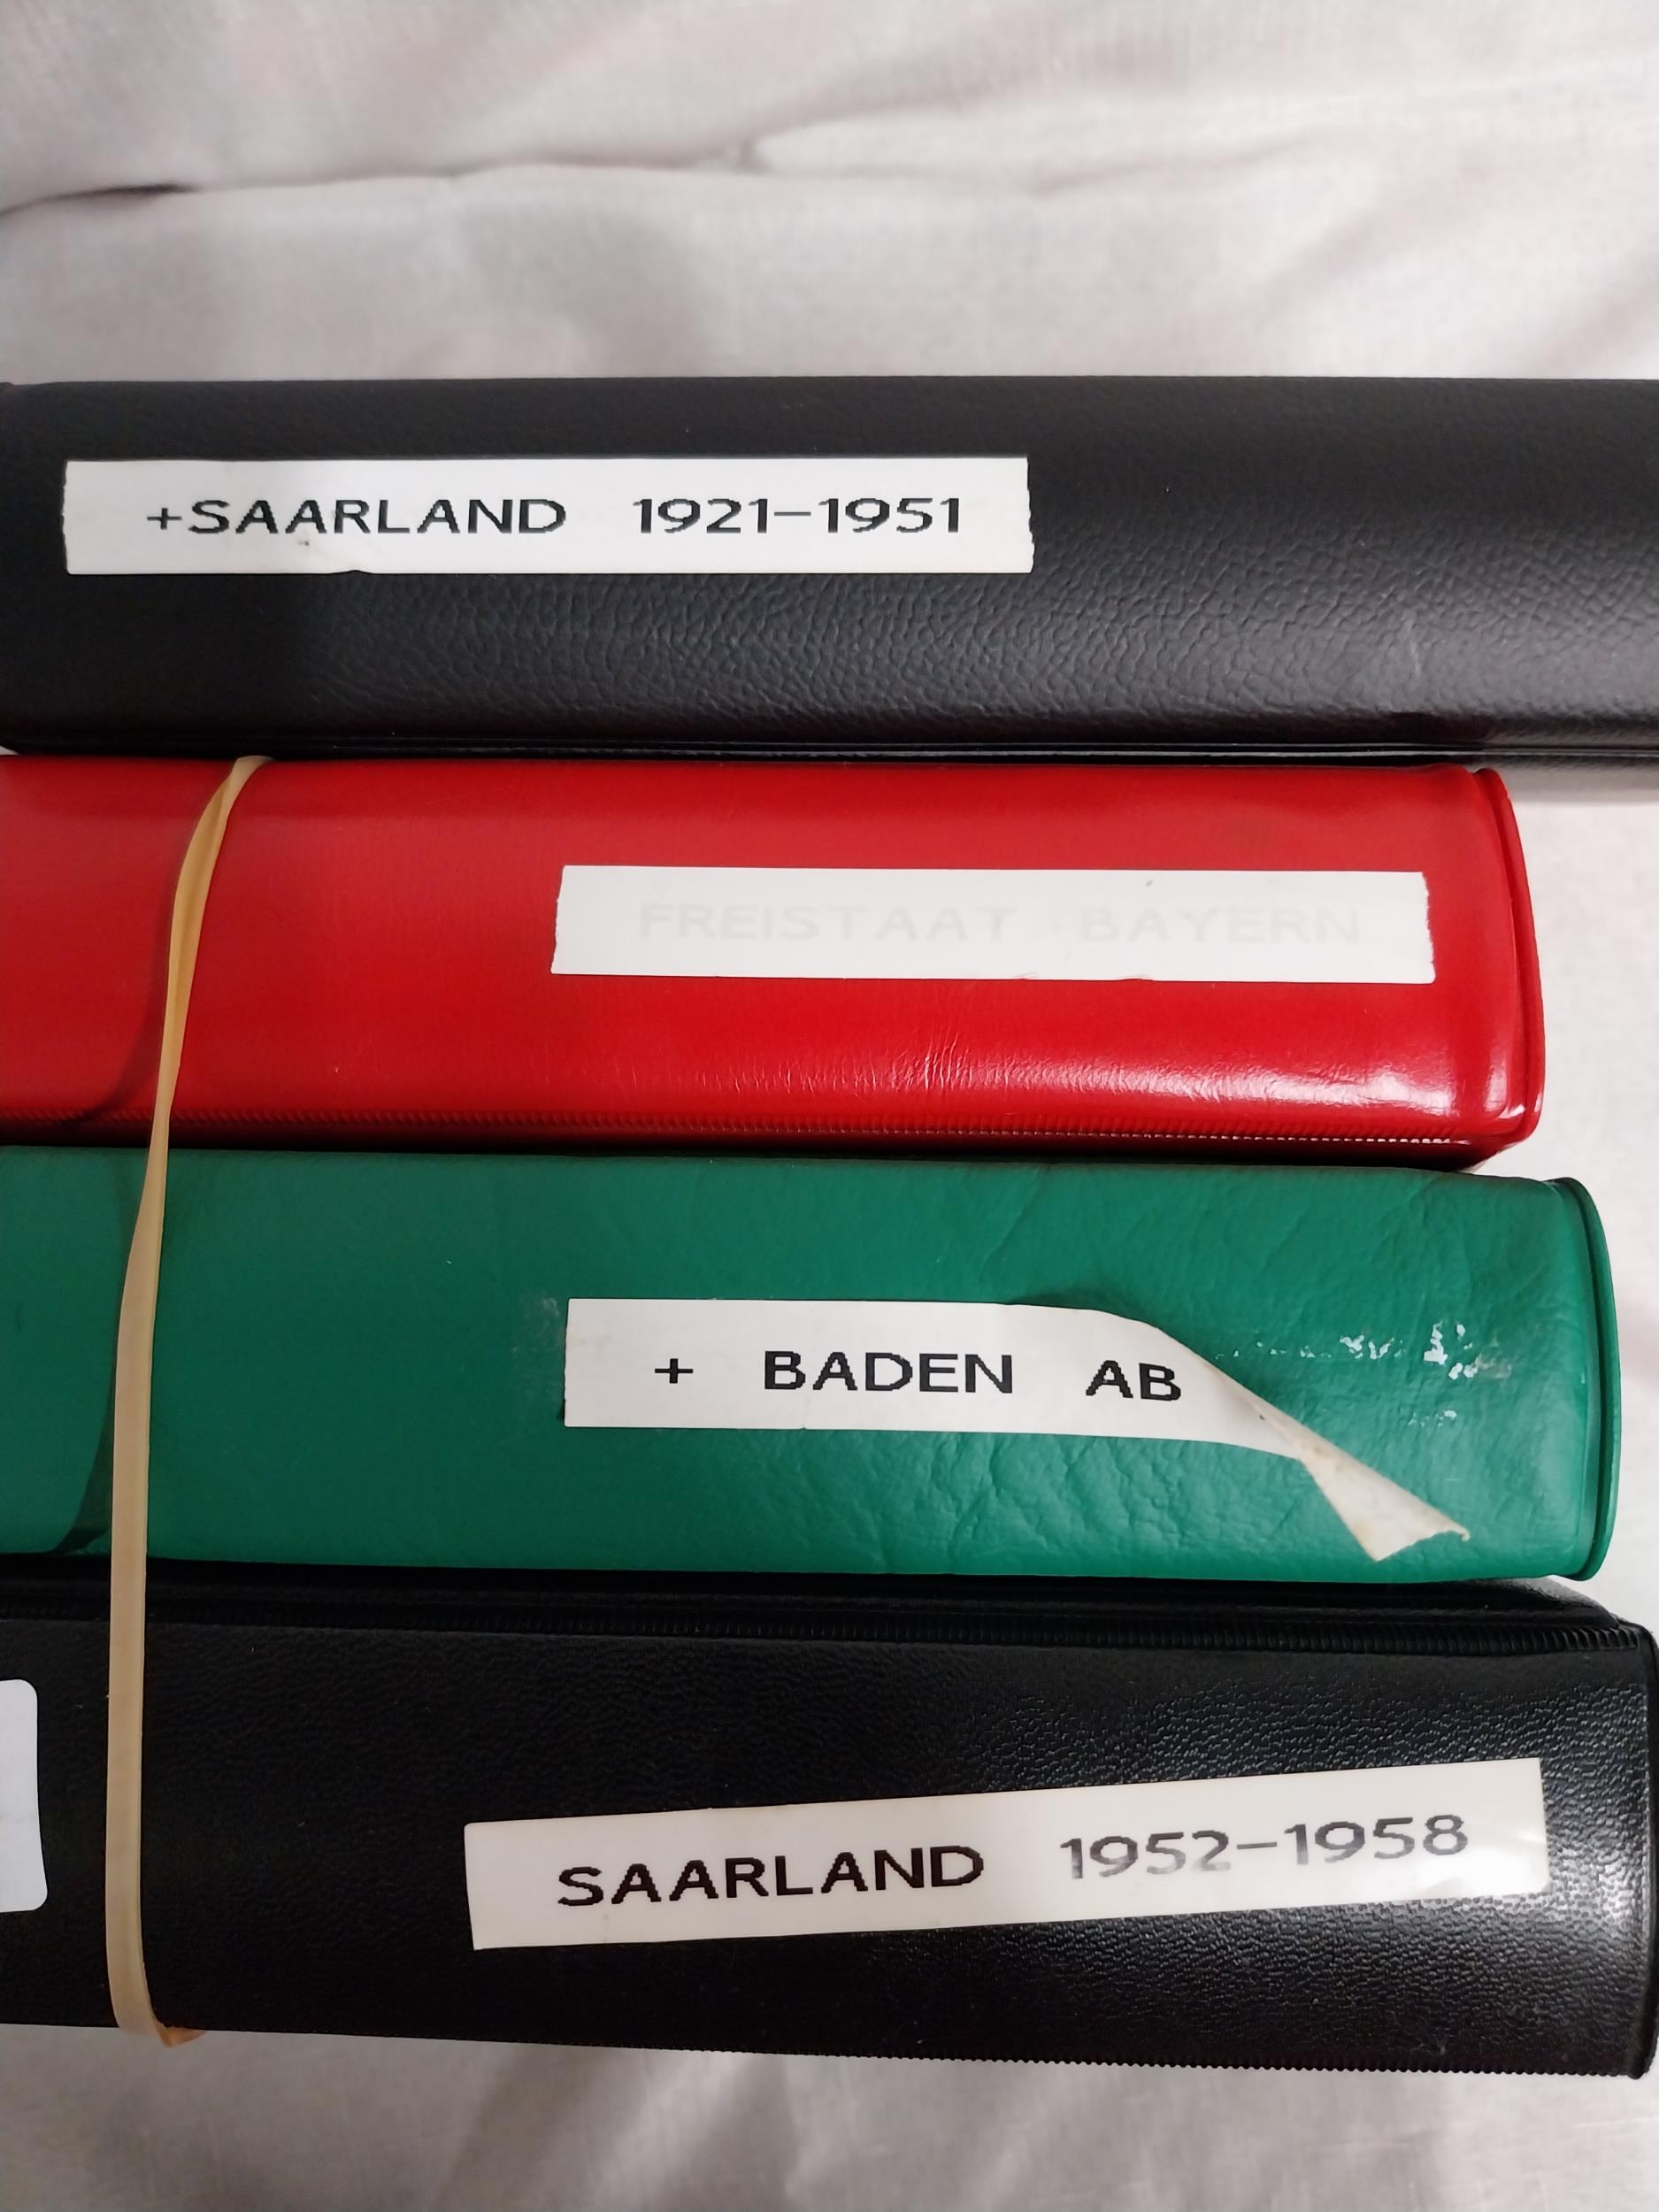 +SAARLAND 1921-1951
FREISTAAT BAYERN
+ BADEN AB
SAARLAND 1952-1958